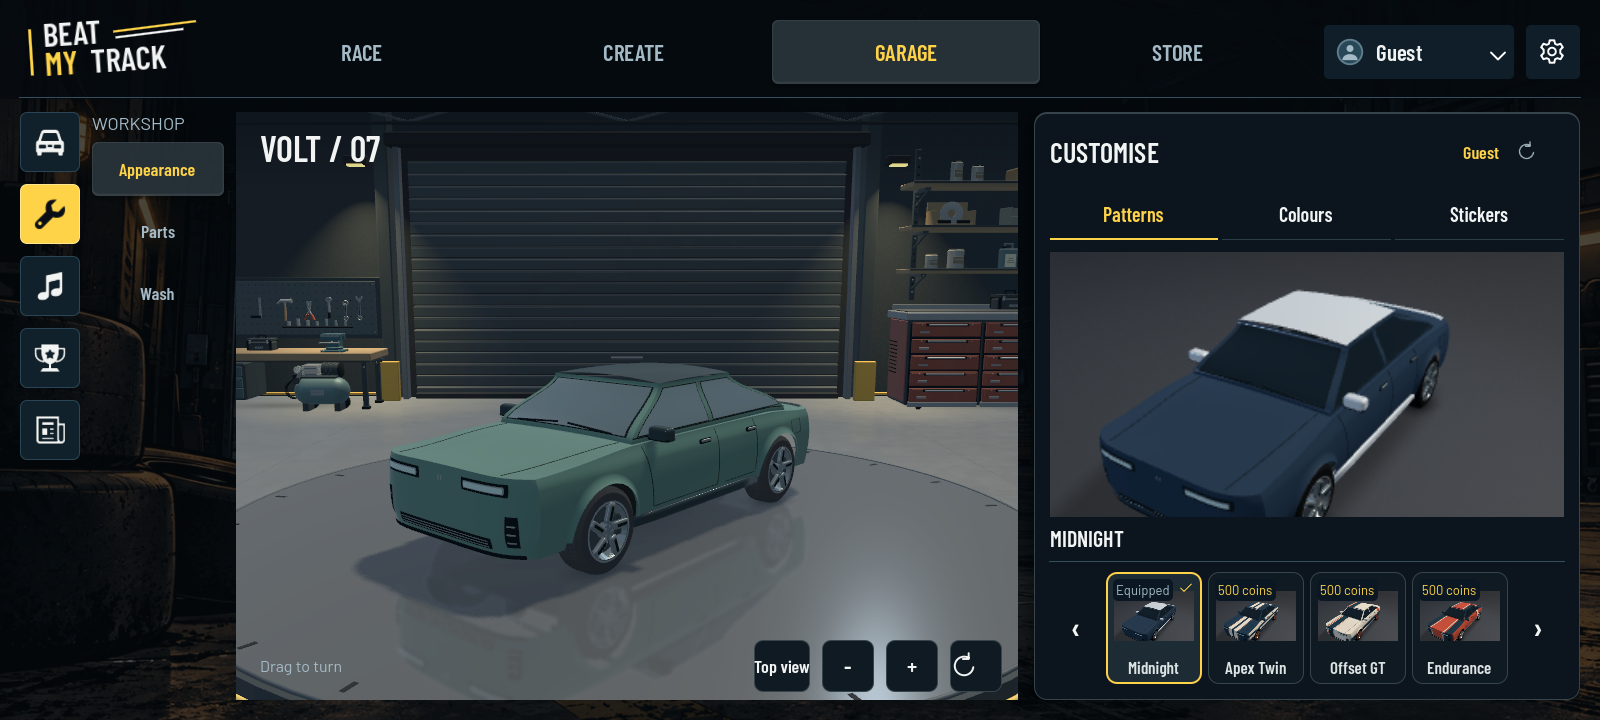 BEAT
MY TRACK
RACE
CREATE
GARAGE
STORE
Guest
WORKSHOP
Appearance
Parts
Wash
VOLT / 07
Drag to turn
Top view
-
+
CUSTOMISE
Guest
Patterns
Colours
Stickers
MIDNIGHT
Equipped
500 coins
500 coins
500 coins
Midnight
Apex Twin
Offset GT
Endurance